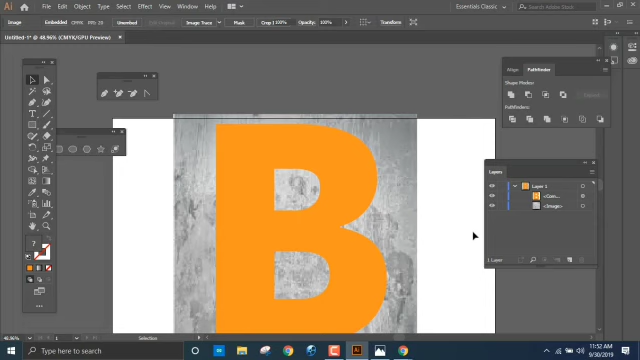 Ai File Edit Object Type Select Effect View Window Help Essentials Classic Search Adobe Stock
Image Embedded CMYK Unembed Image Trace Mask Crop Opacity: 100% Transform
Untitled-1* @ 48.96% (CMYK/GPU Preview) ×
Align Pathfinder
Shape Modes:
Expand
Pathfinders:
Layers
Layer 1
<Com...
<Image>
1 Layer
?
B
48.96% 1 Selection
Type here to search
11:52 AM
9/30/2019